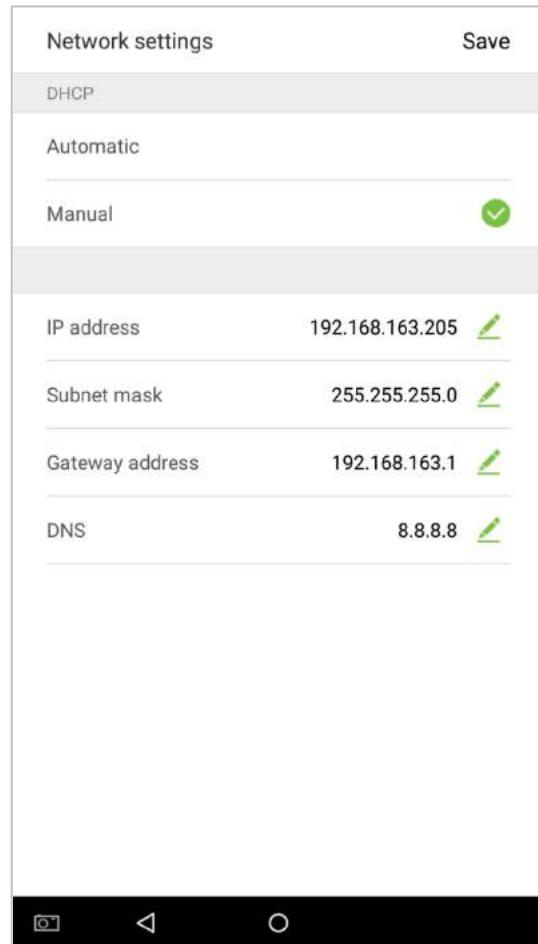 Network settings Save
DHCP
Automatic
Manual
IP address 192.168.163.205
Subnet mask 255.255.255.0
Gateway address 192.168.163.1
DNS 8.8.8.8